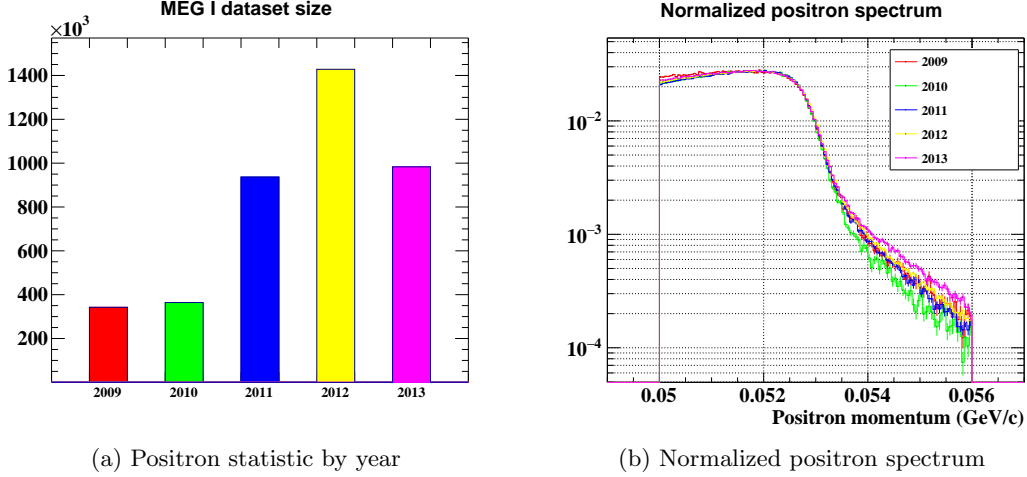 MEG I dataset size
×10³
1400
1200
1000
800
600
400
200
2009 2010 2011 2012 2013
(a) Positron statistic by year
Normalized positron spectrum
2009
2010
2011
2012
2013
10⁻²
10⁻³
10⁻⁴
0.05 0.052 0.054 0.056
Positron momentum (GeV/c)
(b) Normalized positron spectrum